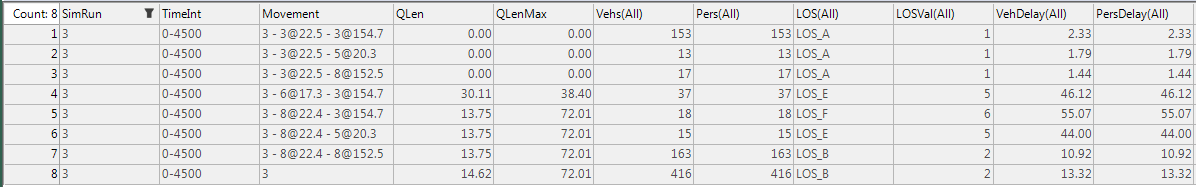 Count: 8 SimRun TimeInt Movement QLen QLenMax Vehs(All) Pers(All) LOS(All) LOSVal(All) VehDelay(All) PersDelay(All)
1 3 0-4500 3 - 3@22.5 - 3@154.7 0.00 0.00 153 153 LOS_A 1 2.33 2.33
2 3 0-4500 3 - 3@22.5 - 5@20.3 0.00 0.00 13 13 LOS_A 1 1.79 1.79
3 3 0-4500 3 - 3@22.5 - 8@152.5 0.00 0.00 17 17 LOS_A 1 1.44 1.44
4 3 0-4500 3 - 6@17.3 - 3@154.7 30.11 38.40 37 37 LOS_E 5 46.12 46.12
5 3 0-4500 3 - 8@22.4 - 3@154.7 13.75 72.01 18 18 LOS_F 6 55.07 55.07
6 3 0-4500 3 - 8@22.4 - 5@20.3 13.75 72.01 15 15 LOS_E 5 44.00 44.00
7 3 0-4500 3 - 8@22.4 - 8@152.5 13.75 72.01 163 163 LOS_B 2 10.92 10.92
8 3 0-4500 3 14.62 72.01 416 416 LOS_B 2 13.32 13.32